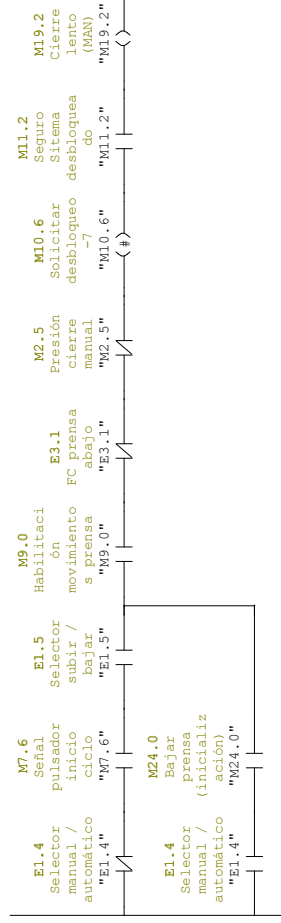 E1.4
Selector
manual /
automático
"E1.4"
M7.6
Señal
pulsador
inicio
ciclo
"M7.6"
E1.5
Selector
subir /
bajar
"E1.5"
M9.0
Habilitaci
ón
movimiento
s prensa
"M9.0"
E3.1
FC prensa
abajo
"E3.1"
M2.5
Presión
cierre
manual
"M2.5"
M10.6
Solicitar
desbloqueo
-7
"M10.6"
#
M11.2
Seguro
Sitema
desbloquea
do
"M11.2"
M19.2
Cierre
lento
(MAN)
"M19.2"
E1.4
Selector
manual /
automático
"E1.4"
M24.0
Bajar
prensa
(inicializ
ación)
"M24.0"